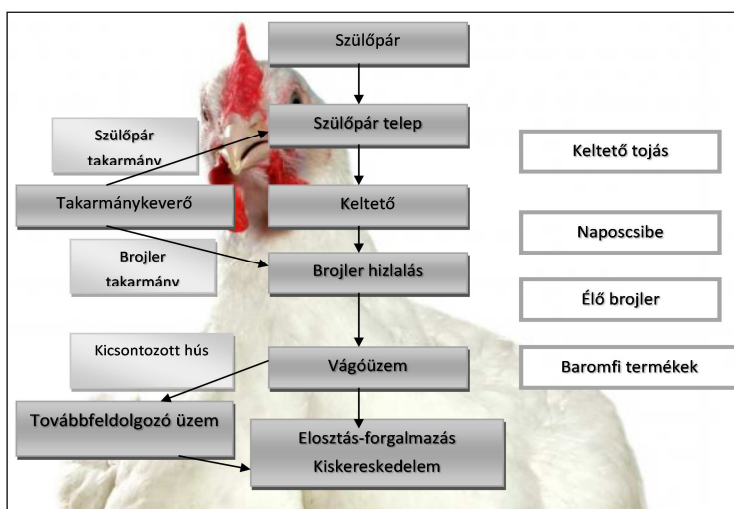 Szülőpár
Szülőpár telep
Szülőpár
takarmány
Keltető tojás
Takarmánykeverő
Keltető
Naposcsibe
Brojler
takarmány
Brojler hizlalás
Élő brojler
Kicsontozott hús
Vágóüzem
Baromfi termékek
Továbbfeldolgozó üzem
Elosztás-forgalmazás
Kiskereskedelem